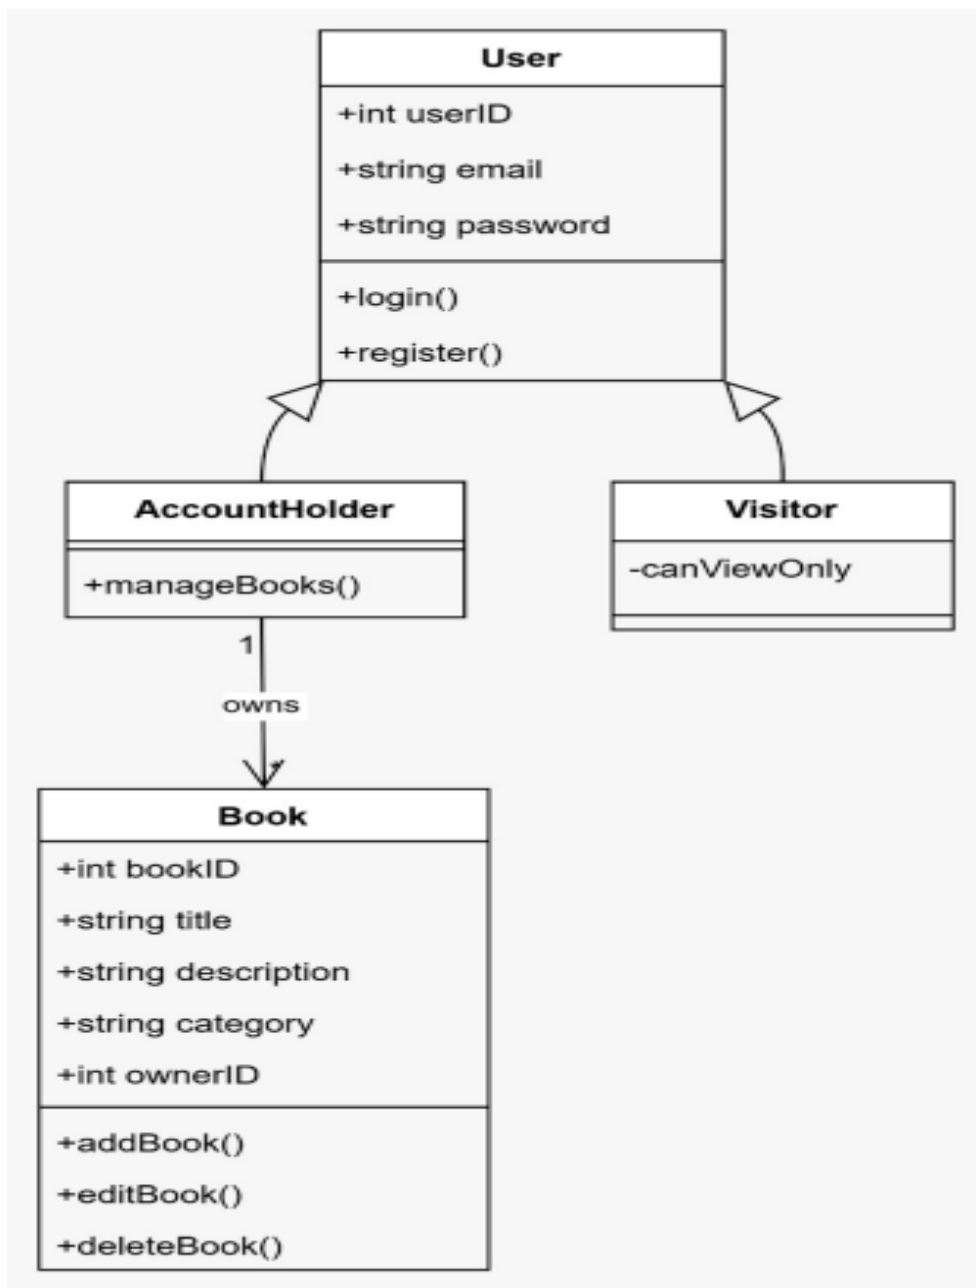 User
+int userID
+string email
+string password
+login()
+register()
AccountHolder
+manageBooks()
Visitor
-canViewOnly
1
owns
*
Book
+int bookID
+string title
+string description
+string category
+int ownerID
+addBook()
+editBook()
+deleteBook()